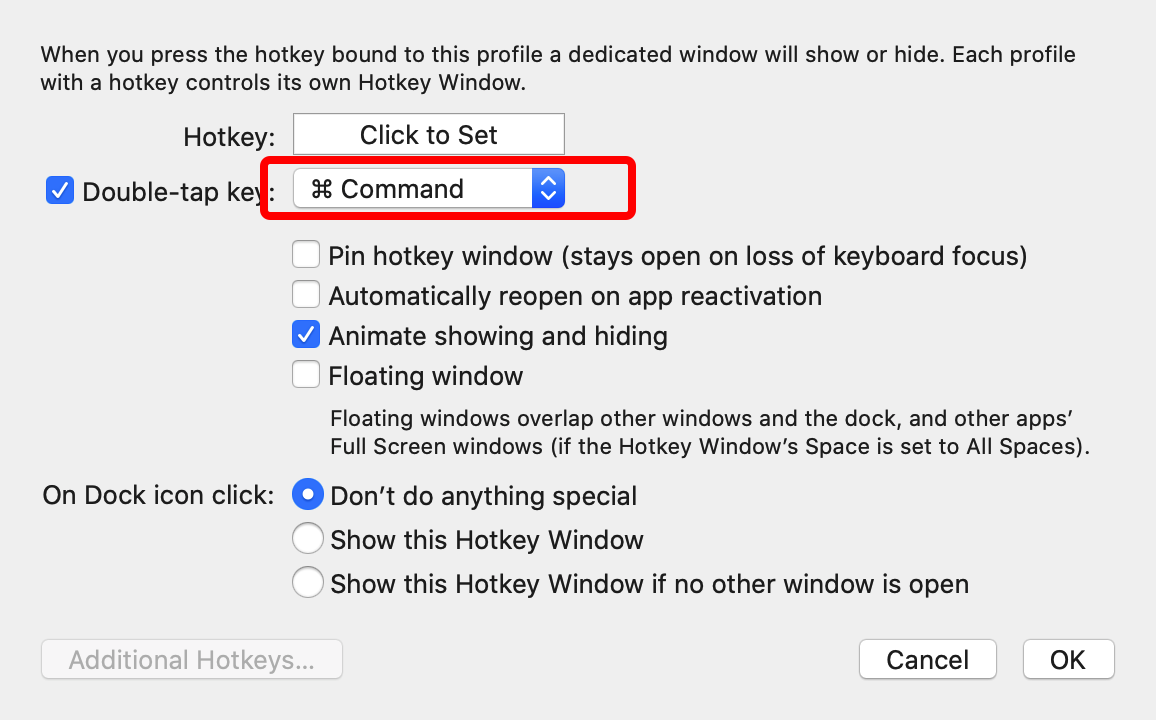 When you press the hotkey bound to this profile a dedicated window will show or hide. Each profile
with a hotkey controls its own Hotkey Window.
Hotkey: Click to Set
Double-tap key: ⌘ Command
Pin hotkey window (stays open on loss of keyboard focus)
Automatically reopen on app reactivation
Animate showing and hiding
Floating window
Floating windows overlap other windows and the dock, and other apps’
Full Screen windows (if the Hotkey Window’s Space is set to All Spaces).
On Dock icon click: Don’t do anything special
Show this Hotkey Window
Show this Hotkey Window if no other window is open
Additional Hotkeys... Cancel OK